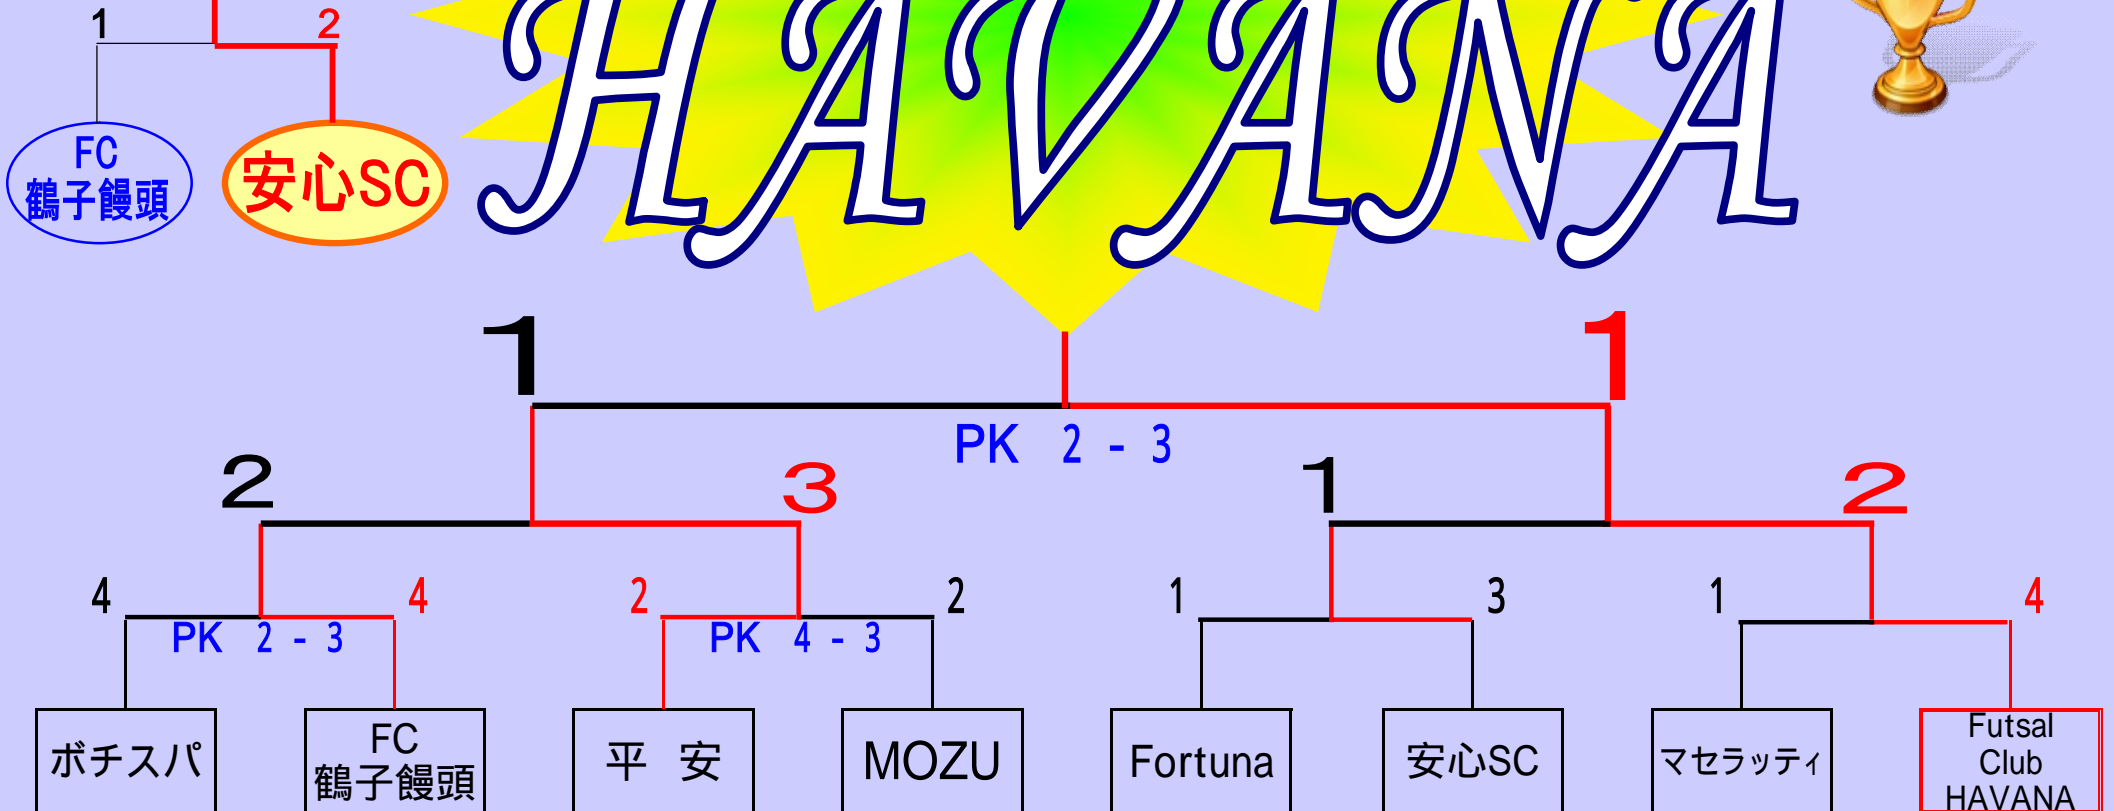 1 2
FC
鶴子饅頭
安心SC
HAVANA
1 1
PK 2 - 3
2 3 1 2
4 4 2 2 1 3 1 4
PK 2 - 3 PK 4 - 3
ボチスパ
FC
鶴子饅頭
平 安
MOZU
Fortuna
安心SC
マセラッティ
Futsal
Club
HAVANA